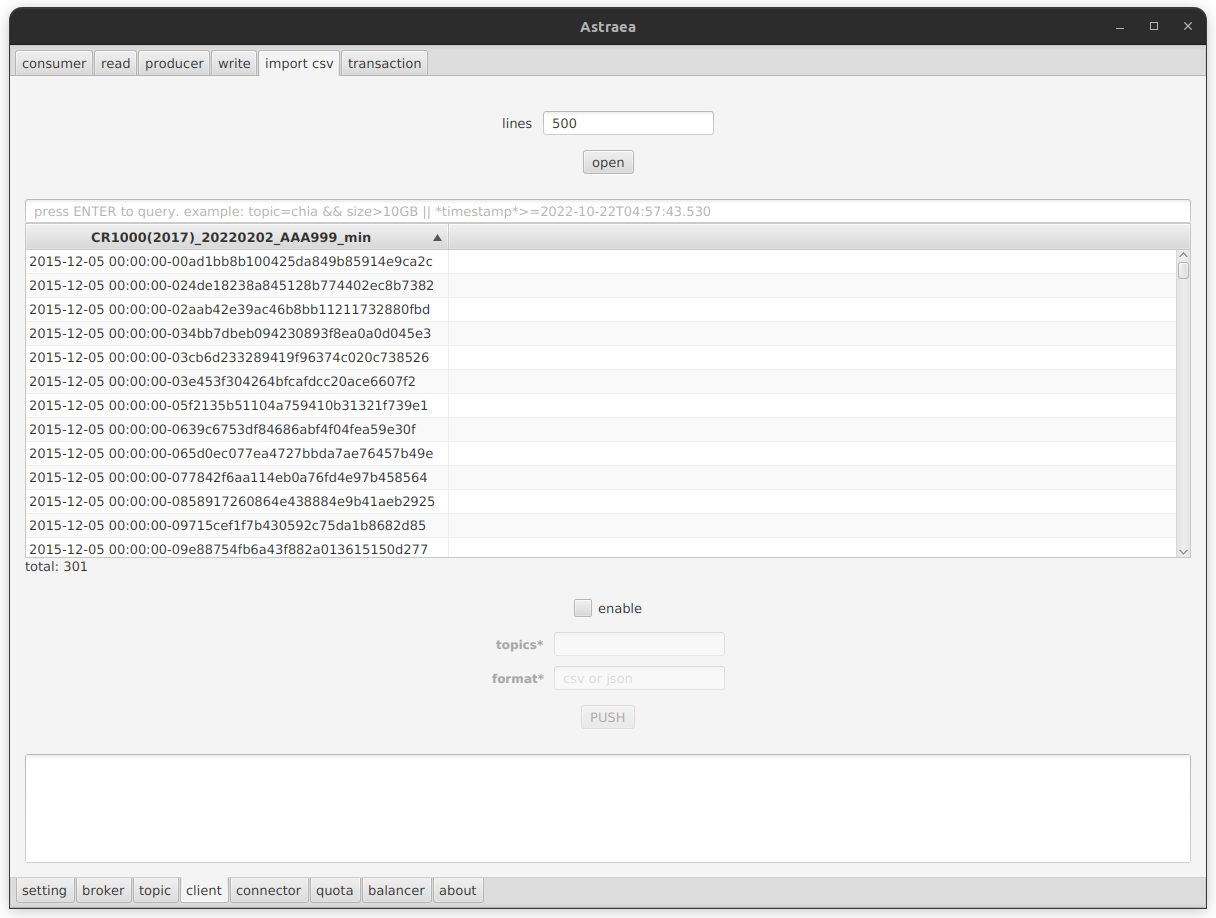 Astraea
consumer read producer write import csv transaction
lines 500
open
press ENTER to query. example: topic=chia && size>10GB || *timestamp*>=2022-10-22T04:57:43.530
CR1000(2017)_20220202_AAA999_min
2015-12-05 00:00:00-00ad1bb8b100425da849b85914e9ca2c
2015-12-05 00:00:00-024de18238a845128b774402ec8b7382
2015-12-05 00:00:00-02aab42e39ac46b8bb11211732880fbd
2015-12-05 00:00:00-034bb7dbeb094230893f8ea0a0d045e3
2015-12-05 00:00:00-03cb6d233289419f96374c020c738526
2015-12-05 00:00:00-03e453f304264bfcafdcc20ace6607f2
2015-12-05 00:00:00-05f2135b51104a759410b31321f739e1
2015-12-05 00:00:00-0639c6753df84686abf4f04fea59e30f
2015-12-05 00:00:00-065d0ec077ea4727bbda7ae76457b49e
2015-12-05 00:00:00-077842f6aa114eb0a76fd4e97b458564
2015-12-05 00:00:00-0858917260864e438884e9b41aeb2925
2015-12-05 00:00:00-09715cef1f7b430592c75da1b8682d85
2015-12-05 00:00:00-09e88754fb6a43f882a013615150d277
total: 301
enable
topics*
format* csv or json
PUSH
setting broker topic client connector quota balancer about